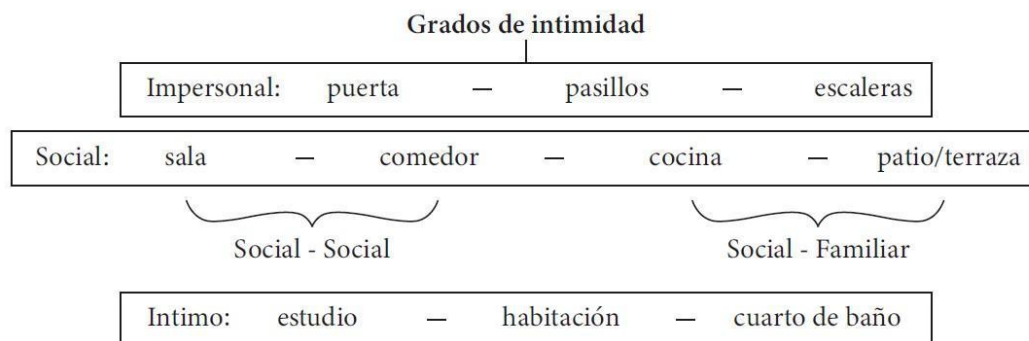 Grados de intimidad
Impersonal: puerta — pasillos — escaleras
Social: sala — comedor — cocina — patio/terraza
Social - Social Social - Familiar
Intimo: estudio — habitación — cuarto de baño